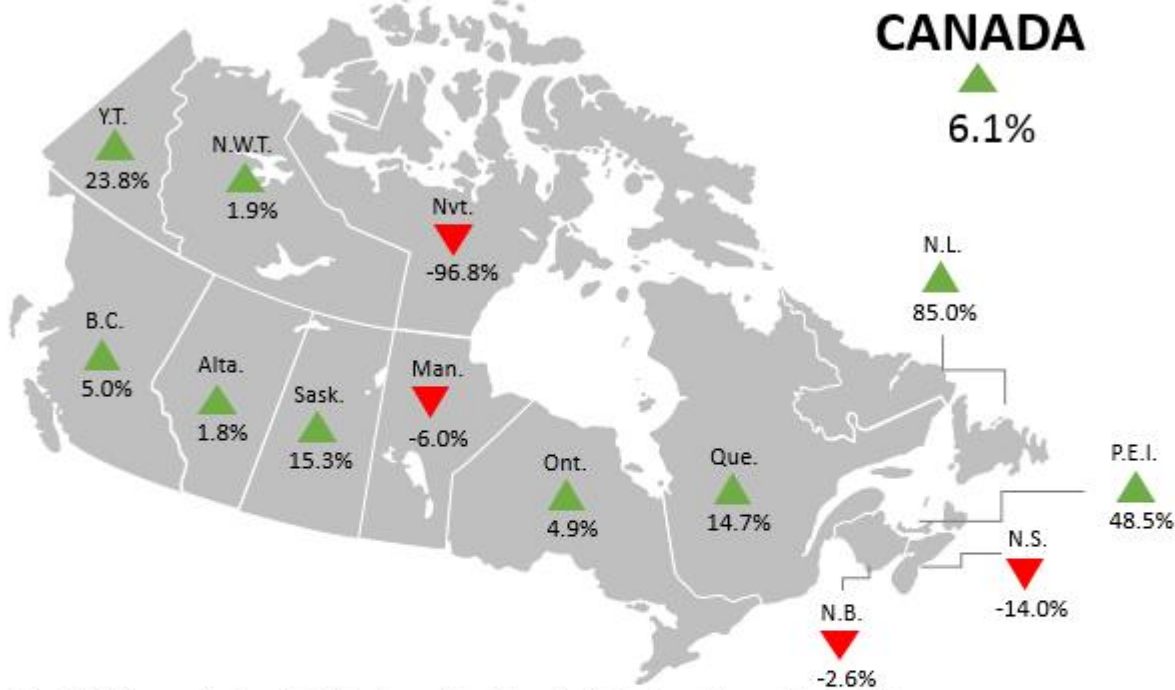 CANADA
6.1%
Y.T.
23.8%
N.W.T.
1.9%
Nvt.
-96.8%
N.L.
85.0%
B.C.
5.0%
Alta.
1.8%
Sask.
15.3%
Man.
-6.0%
Ont.
4.9%
Que.
14.7%
P.E.I.
48.5%
N.S.
-14.0%
N.B.
-2.6%